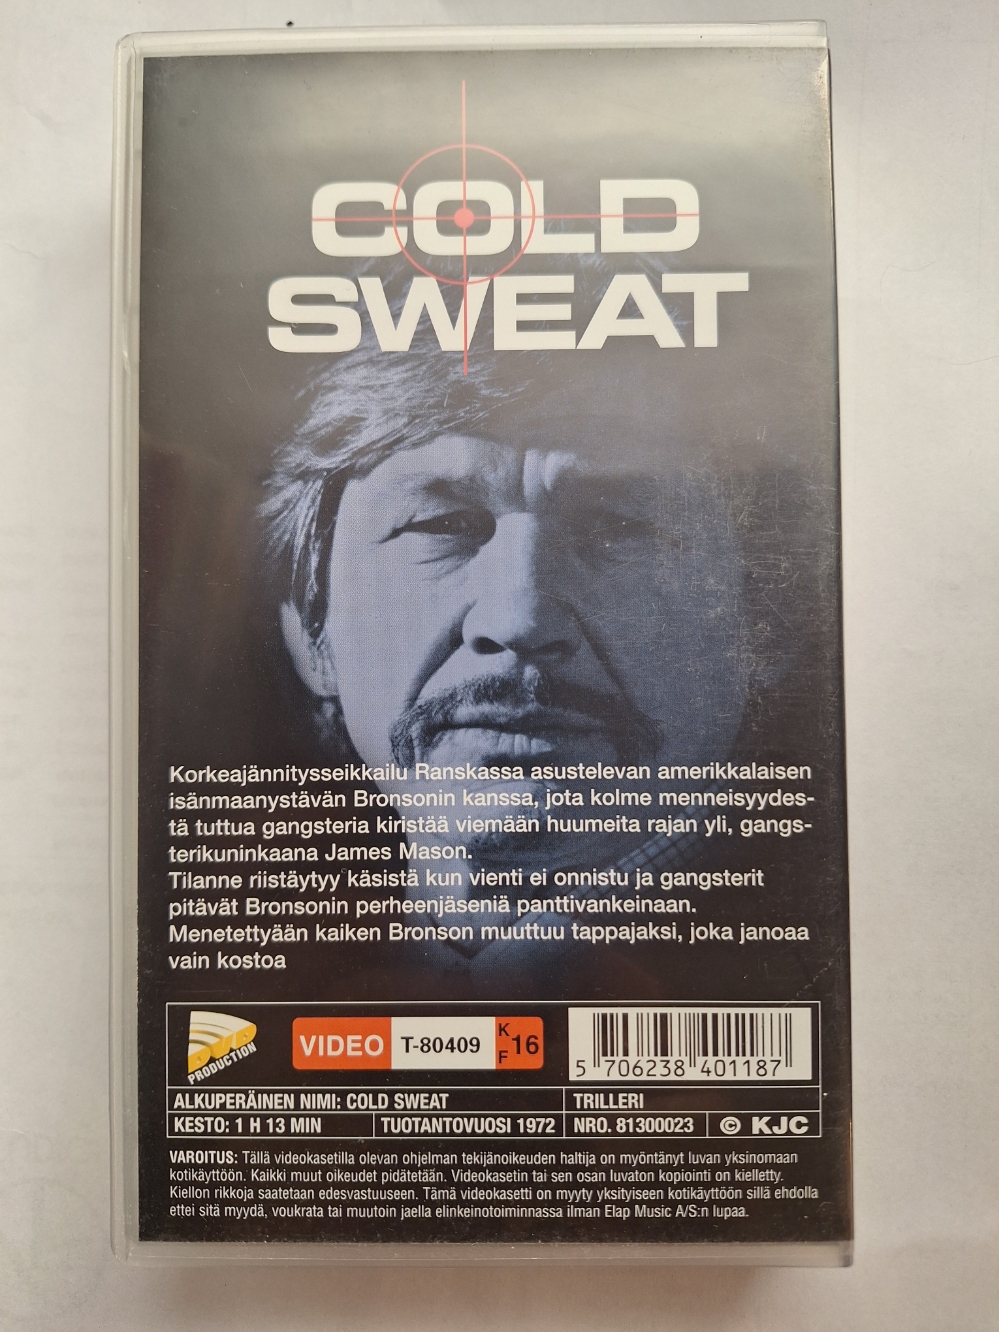 COLD
SWEAT
Korkeajännitysseikkailu Ranskassa asustelevan amerikkalaisen
isänmaanystävän Bronsonin kanssa, jota kolme menneisyydes-
tä tuttua gangsteria kiristää viemään huumeita rajan yli, gangs-
terikuninkaana James Mason.
Tilanne riistäytyy käsistä kun vienti ei onnistu ja gangsterit
pitävät Bronsonin perheenjäseniä panttivankeinaan.
Menetettyään kaiken Bronson muuttuu tappajaksi, joka janoaa
vain kostoa
DVD
PRODUCTION
VIDEO T-80409 K F 16
5 706238 401187
ALKUPERÄINEN NIMI: COLD SWEAT TRILLERI
KESTO: 1 H 13 MIN TUOTANTOVUOSI 1972 NRO. 81300023 © KJC
VAROITUS: Tällä videokasetilla olevan ohjelman tekijänoikeuden haltija on myöntänyt luvan yksinomaan
kotikäyttöön. Kaikki muut oikeudet pidätetään. Videokasetin tai sen osan luvaton kopiointi on kielletty.
Kiellon rikkoja saatetaan edesvastuuseen. Tämä videokasetti on myyty yksityiseen kotikäyttöön sillä ehdolla
ettei sitä myydä, voukrata tai muutoin jaella elinkeinotoiminnassa ilman Elap Music A/S:n lupaa.